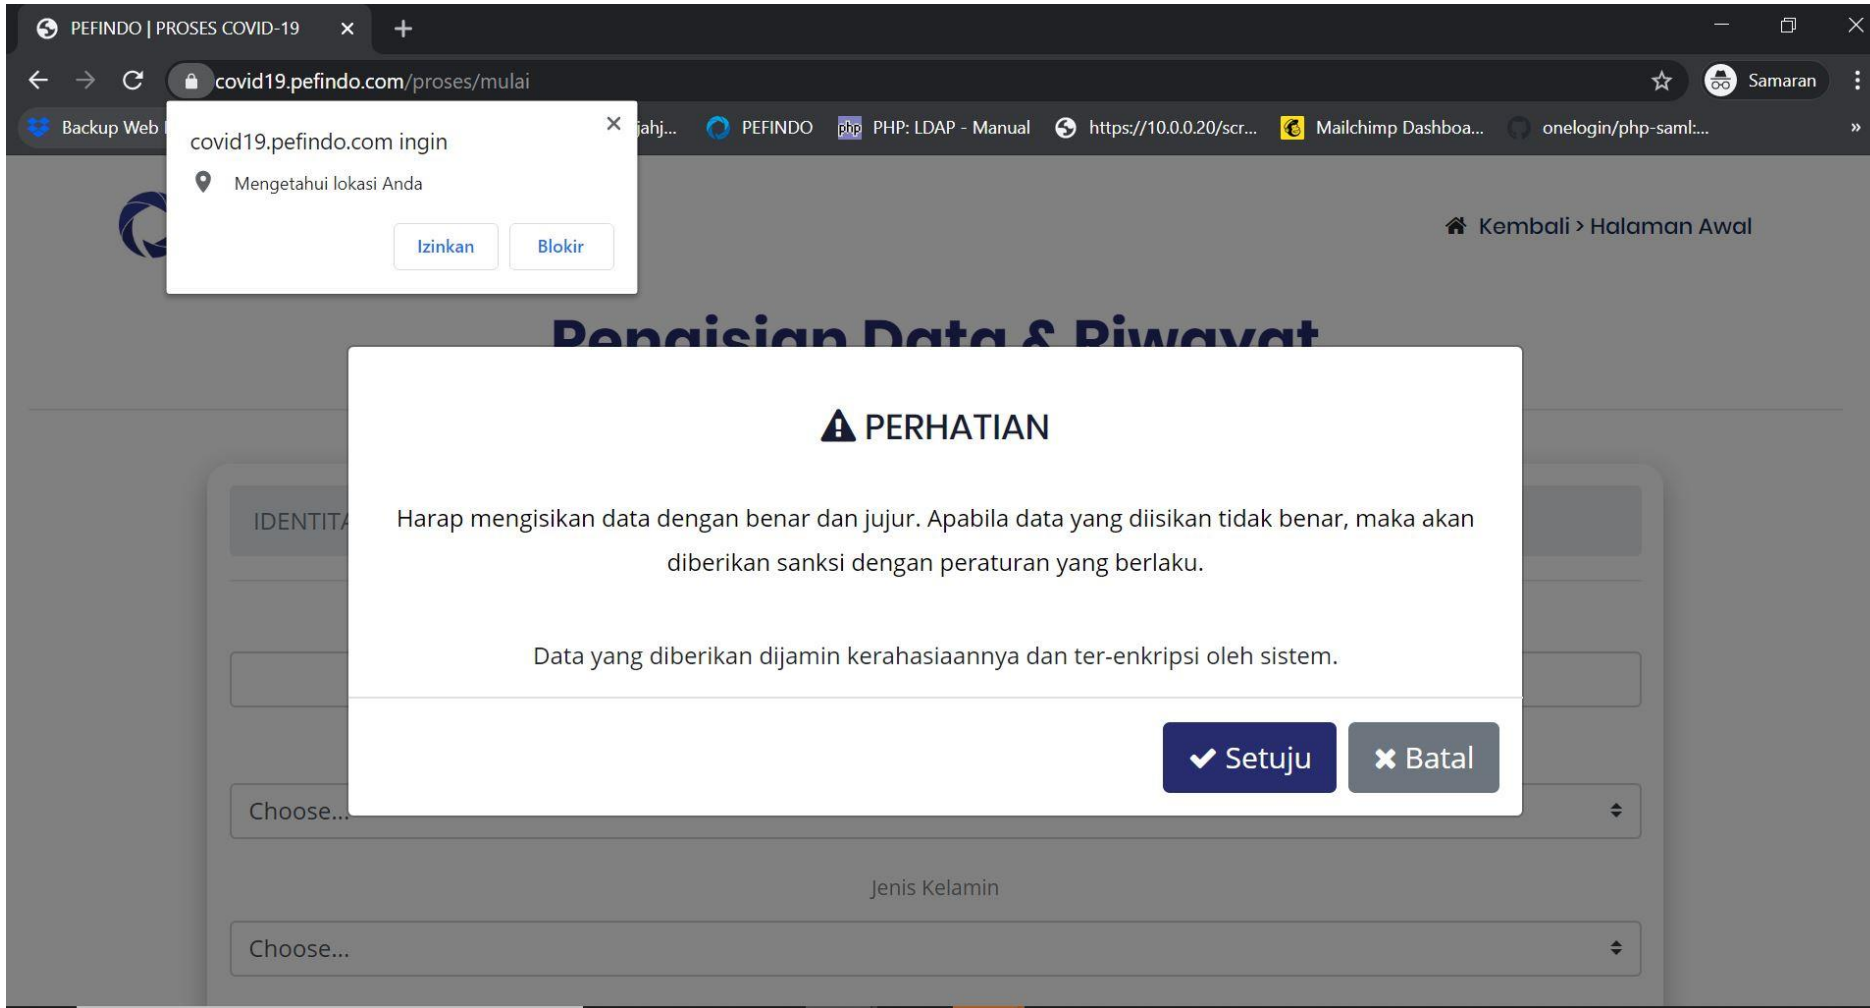 PEFINDO | PROSES COVID-19
covid19.pefindo.com/proses/mulai
Samaran
Backup Web
jahj...
PEFINDO
PHP: LDAP - Manual
https://10.0.0.20/scr...
Mailchimp Dashboa...
onelogin/php-saml:...
»
covid19.pefindo.com ingin
Mengetahui lokasi Anda
Izinkan
Blokir
Kembali > Halaman Awal
Pengisian Data & Riwayat
PERHATIAN
IDENTITA
Harap mengisikan data dengan benar dan jujur. Apabila data yang diisikan tidak benar, maka akan
diberikan sanksi dengan peraturan yang berlaku.
Data yang diberikan dijamin kerahasiaannya dan ter-enkripsi oleh sistem.
Setuju
Batal
Choose...
Jenis Kelamin
Choose...